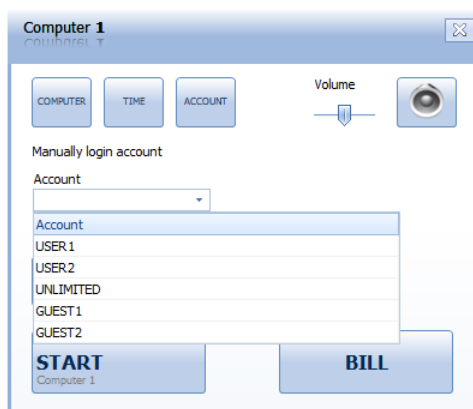 Computer 1
COMPUTER
TIME
ACCOUNT
Volume
Manually login account
Account
Account
USER1
USER2
UNLIMITED
GUEST1
GUEST2
START
Computer 1
BILL